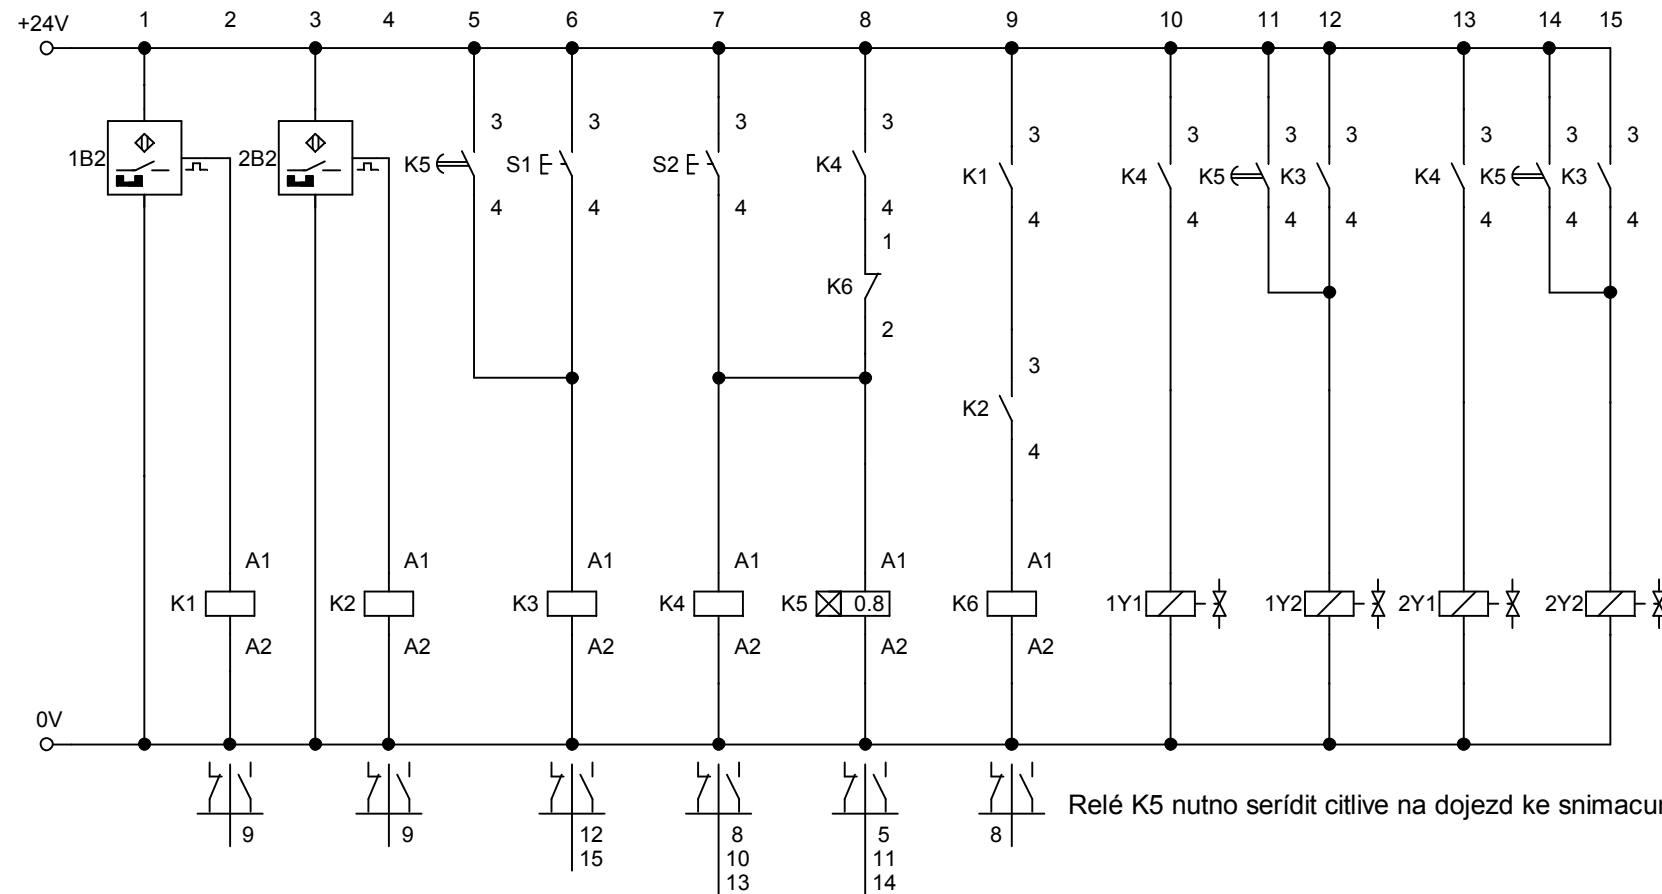 +24V 1 2 3 4 5 6 7 8 9 10 11 12 13 14 15
3 3 3 3 3 3 3 3 3 3 3
1B2 2B2 K5 S1 S2 K4 K1 K4 K5 K3 K4 K5 K3
4 4 4 4 4 4 4 4 4 4 4
1
K6
2
3
K2
4
A1 A1 A1 A1 A1 A1
K1 K2 K3 K4 K5 0.8 K6 1Y1 1Y2 2Y1 2Y2
A2 A2 A2 A2 A2 A2
0V
Relé K5 nutno serídit citlive na dojezd ke snimacum
9 9 12 8 5 8
15 10 11
13 14